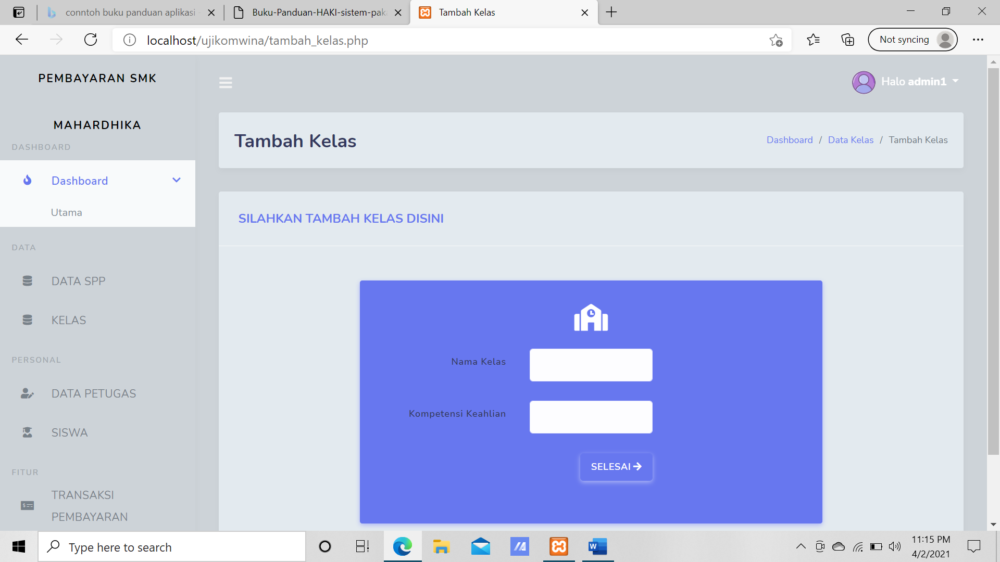 conntoh buku panduan aplikasi
Buku-Panduan-HAKI-sistem-pak
Tambah Kelas
localhost/ujikomwina/tambah_kelas.php
Not syncing
PEMBAYARAN SMK
MAHARDHIKA
Halo admin1
Tambah Kelas
Dashboard / Data Kelas / Tambah Kelas
DASHBOARD
Dashboard
Utama
SILAHKAN TAMBAH KELAS DISINI
DATA
DATA SPP
KELAS
PERSONAL
DATA PETUGAS
SISWA
FITUR
TRANSAKSI
PEMBAYARAN
Nama Kelas
Kompetensi Keahlian
SELESAI
Type here to search
11:15 PM
4/2/2021